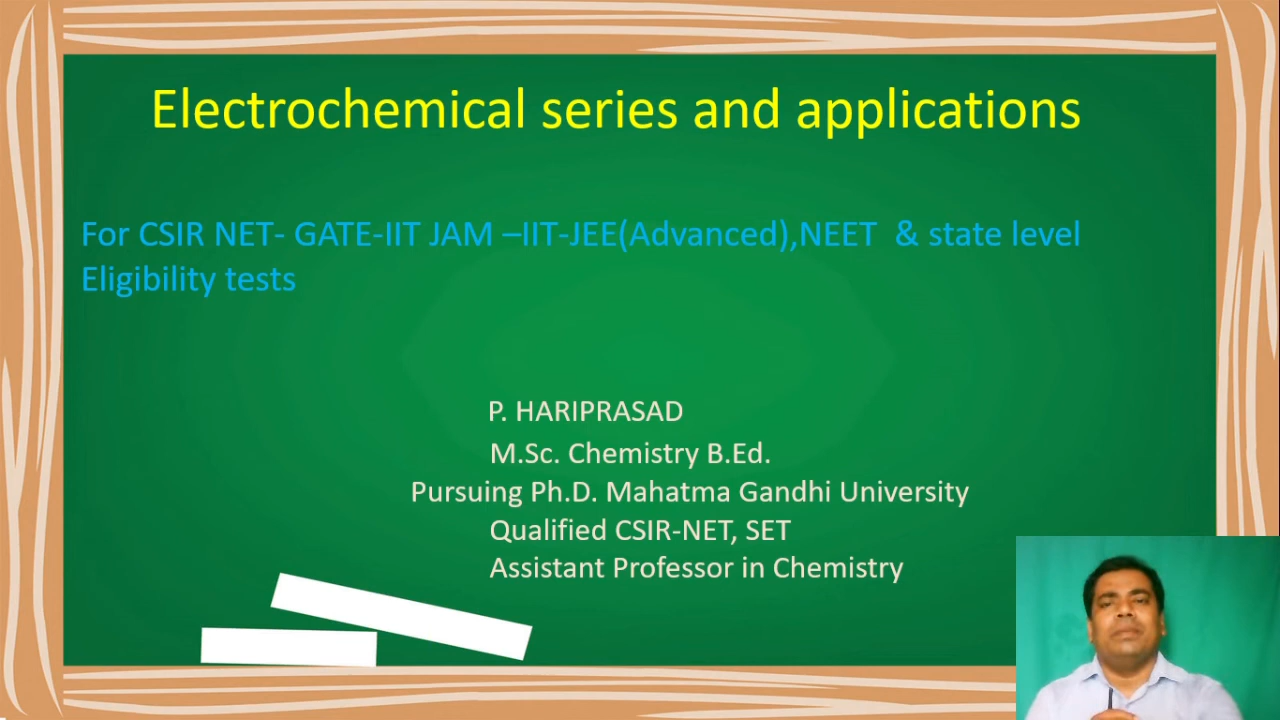 Electrochemical series and applications
For CSIR NET- GATE-IIT JAM –IIT-JEE(Advanced),NEET & state level
Eligibility tests
P. HARIPRASAD
M.Sc. Chemistry B.Ed.
Pursuing Ph.D. Mahatma Gandhi University
Qualified CSIR-NET, SET
Assistant Professor in Chemistry